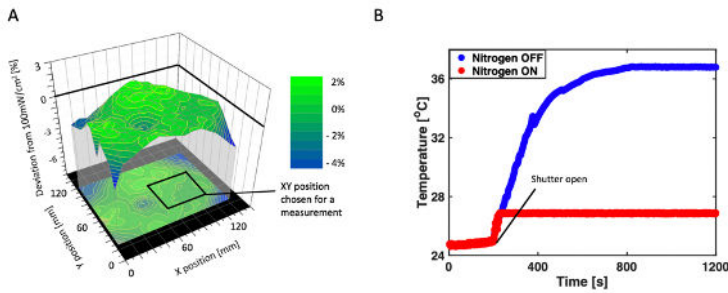 A
Deviation from 100mW/cm² [%]
3
0
-3
-6
120
60
0
Y position [mm]
0
60
120
X position [mm]
2%
0%
- 2%
- 4%
XY position
chosen for a
measurement
B
Nitrogen OFF
Nitrogen ON
Temperature [°C]
36
32
28
24
Shutter open
0
400
800
1200
Time [s]